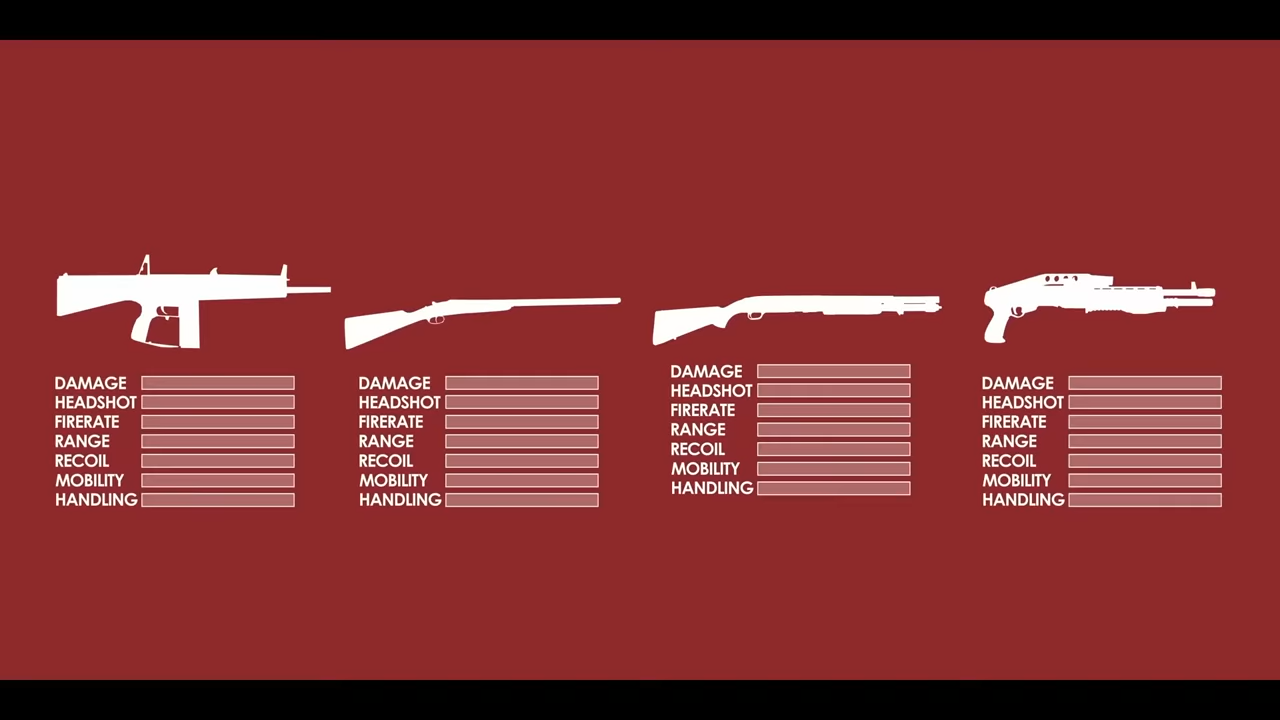 DAMAGE
HEADSHOT
FIRERATE
RANGE
RECOIL
MOBILITY
HANDLING
DAMAGE
HEADSHOT
FIRERATE
RANGE
RECOIL
MOBILITY
HANDLING
DAMAGE
HEADSHOT
FIRERATE
RANGE
RECOIL
MOBILITY
HANDLING
DAMAGE
HEADSHOT
FIRERATE
RANGE
RECOIL
MOBILITY
HANDLING